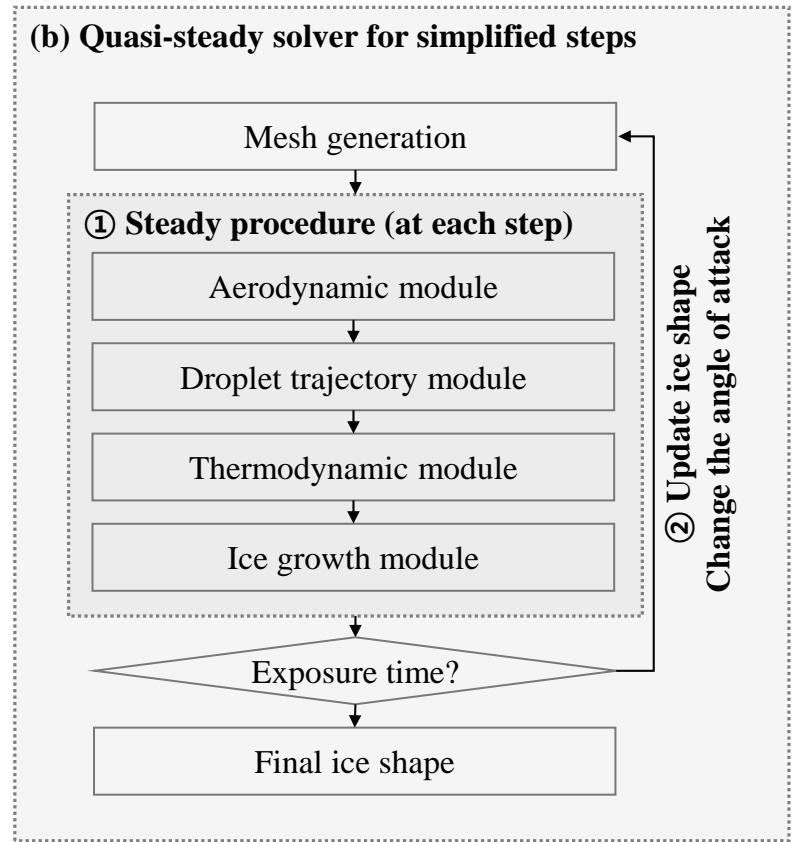 (b) Quasi-steady solver for simplified steps
Mesh generation
① Steady procedure (at each step)
Aerodynamic module
Droplet trajectory module
Thermodynamic module
Ice growth module
② Update ice shape
Change the angle of attack
Exposure time?
Final ice shape